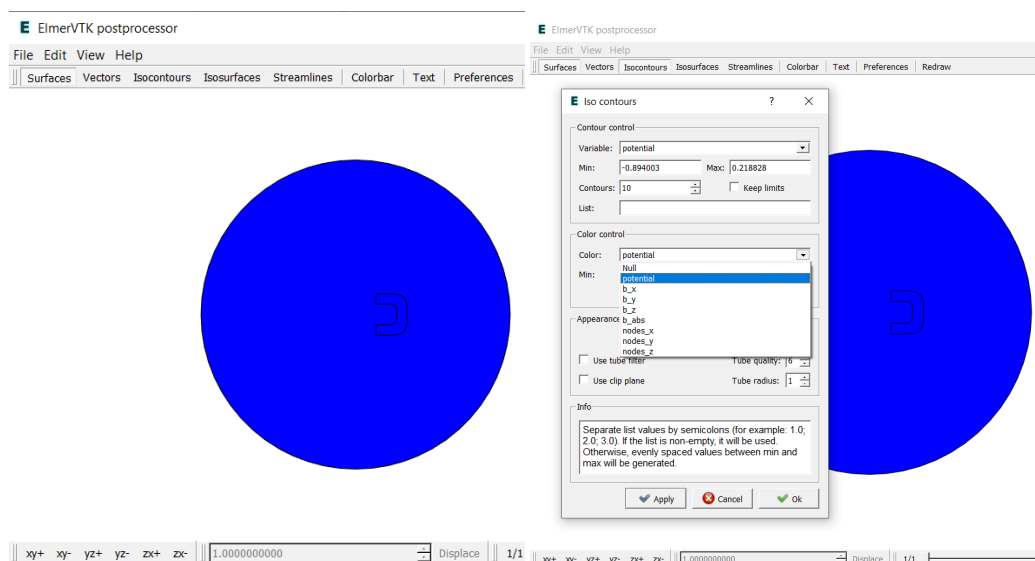 ElmerVTK postprocessor
File Edit View Help
Surfaces Vectors Isocontours Isosurfaces Streamlines Colorbar Text Preferences
xy+ xy- yz+ yz- zx+ zx- 1.0000000000 Displace 1/1
ElmerVTK postprocessor
File Edit View Help
Surfaces Vectors Isocontours Isosurfaces Streamlines Colorbar Text Preferences Redraw
Iso contours ? ×
Contour control
Variable: potential
Min: -0.894003 Max: 0.218828
Contours: 10 Keep limits
List:
Color control
Color: potential
Null
Min: potential
b_x
b_y
b_z
Appearance b_abs
nodes_x
nodes_y
nodes_z
Use tube filter Tube quality: 6
Use clip plane Tube radius: 1
Info
Separate list values by semicolons (for example: 1.0;
2.0; 3.0). If the list is non-empty, it will be used.
Otherwise, evenly spaced values between min and
max will be generated.
Apply Cancel Ok
xy+ xy- yz+ yz- zx+ zx- 1.0000000000 Displace 1/1